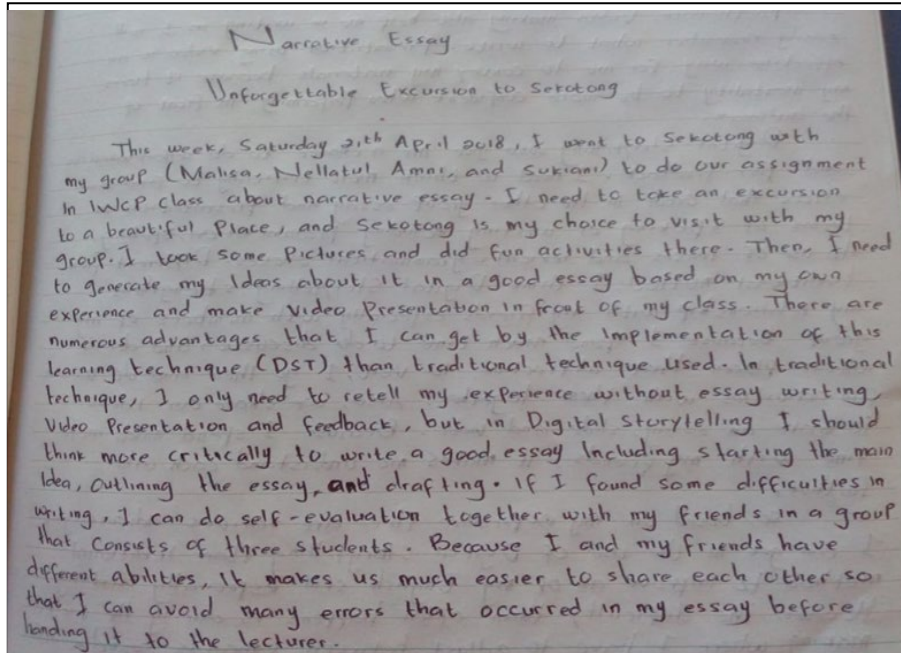 Narrative Essay
Unforgettable Excursion to Sekotong
This week, Saturday 21th April 2018, I went to Sekotong with
my group (Malisa, Nellatul, Amni, and Sukiani) to do our assignment
In IWCP class about narrative essay. I need to take an excursion
to a beautiful Place, and Sekotong is my choice to visit with my
group. I took Some Pictures and did fun activities there. Then, I need
to generate my Ideas about it in a good essay based on my own
experience and make Video Presentation in front of my class. There are
numerous advantages that I can get by the Implementation of this
learning technique (DST) than traditional technique used. In traditional
technique, I only need to retell my experience without essay writing,
Video Presentation and feedback, but in Digital Storytelling I should
think more critically to write a good essay Including starting the main
Idea, Outlining the essay, and drafting. If I found some difficulties in
writing, I can do self-evaluation together with my friends in a group
that Consists of three students. Because I and my friends have
different abilities, It makes us much easier to share each other so
that I can avoid many errors that occurred in my essay before
handing it to the lecturer.